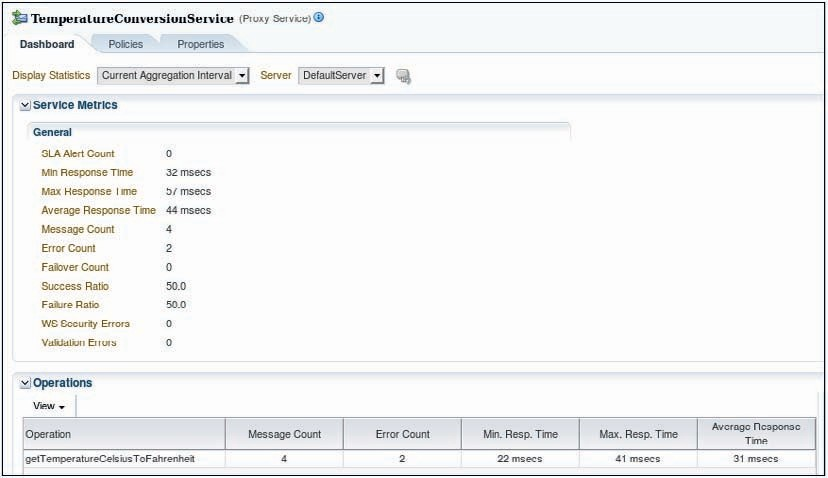 TemperatureConversionService (Proxy Service)
Dashboard Policies Properties
Display Statistics Current Aggregation Interval Server DefaultServer
Service Metrics
General
SLA Alert Count 0
Min Response Time 32 msecs
Max Response Time 57 msecs
Average Response Time 44 msecs
Message Count 4
Error Count 2
Failover Count 0
Success Ratio 50.0
Failure Ratio 50.0
WS Security Errors 0
Validation Errors 0
Operations
View
Operation Message Count Error Count Min. Resp. Time Max. Resp. Time Average Response Time
getTemperatureCelsiusToFahrenheit 4 2 22 msecs 41 msecs 31 msecs